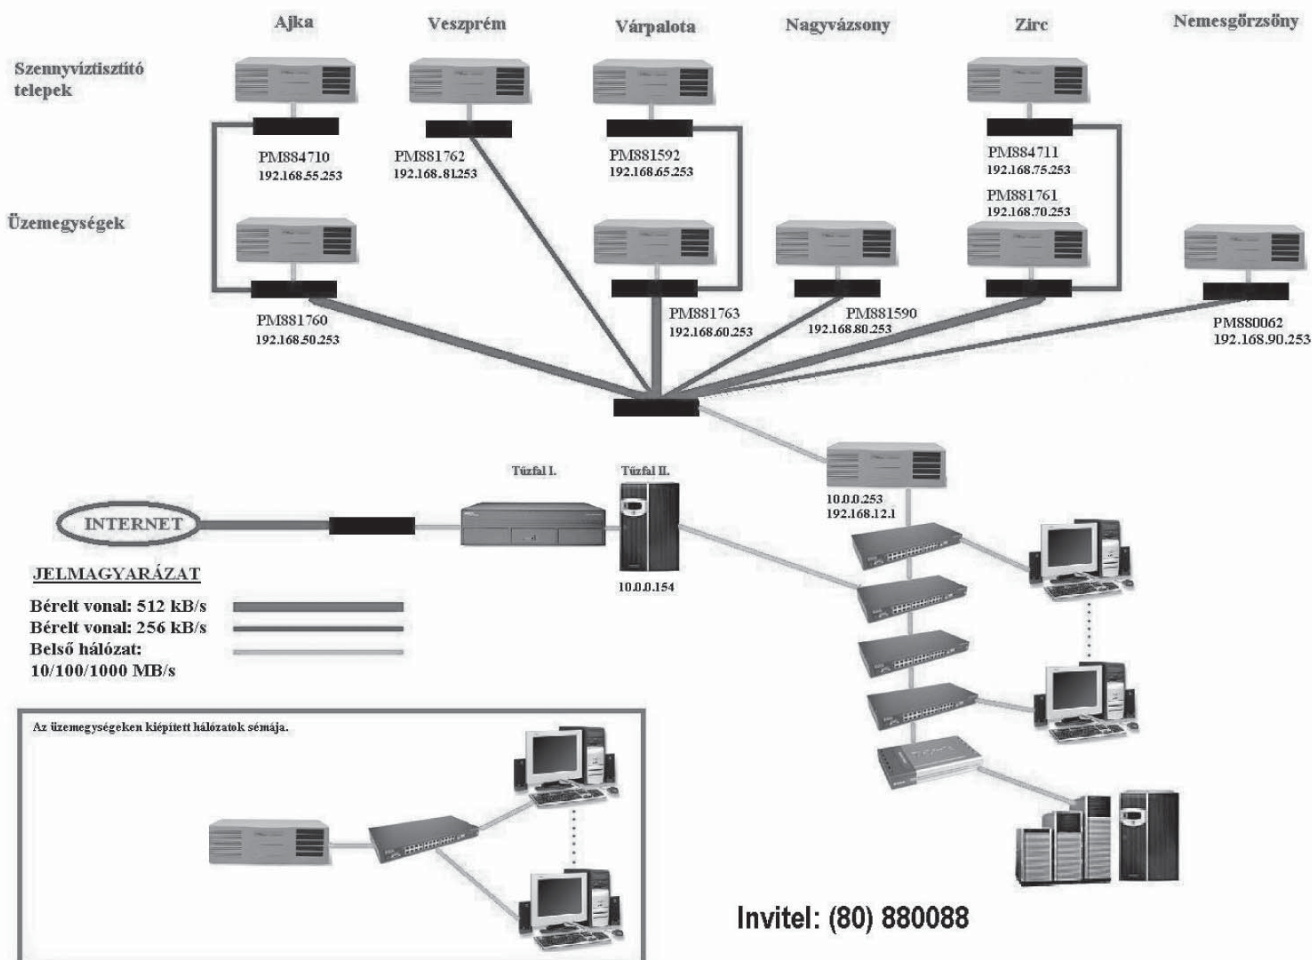 Ajka
Veszprém
Várpalota
Nagyvázsony
Zirc
Nemesgörzsöny
Szennyvíztisztító
telepek
PM884710
192.168.55.253
PM881762
192.168.81.253
PM881592
192.168.65.253
PM884711
192.168.75.253
PM881761
192.168.70.253
Üzemegységek
PM881760
192.168.50.253
PM881763
192.168.60.253
PM881590
192.168.80.253
PM880062
192.168.90.253
Tűzfal I.
Tűzfal II.
10.0.0.253
192.168.12.1
INTERNET
10.0.0.154
JELMAGYARÁZAT
Bérelt vonal: 512 kB/s
Bérelt vonal: 256 kB/s
Belső hálózat:
10/100/1000 MB/s
Az üzemegységeken kiépített hálózatok sémája.
Invitel: (80) 880088